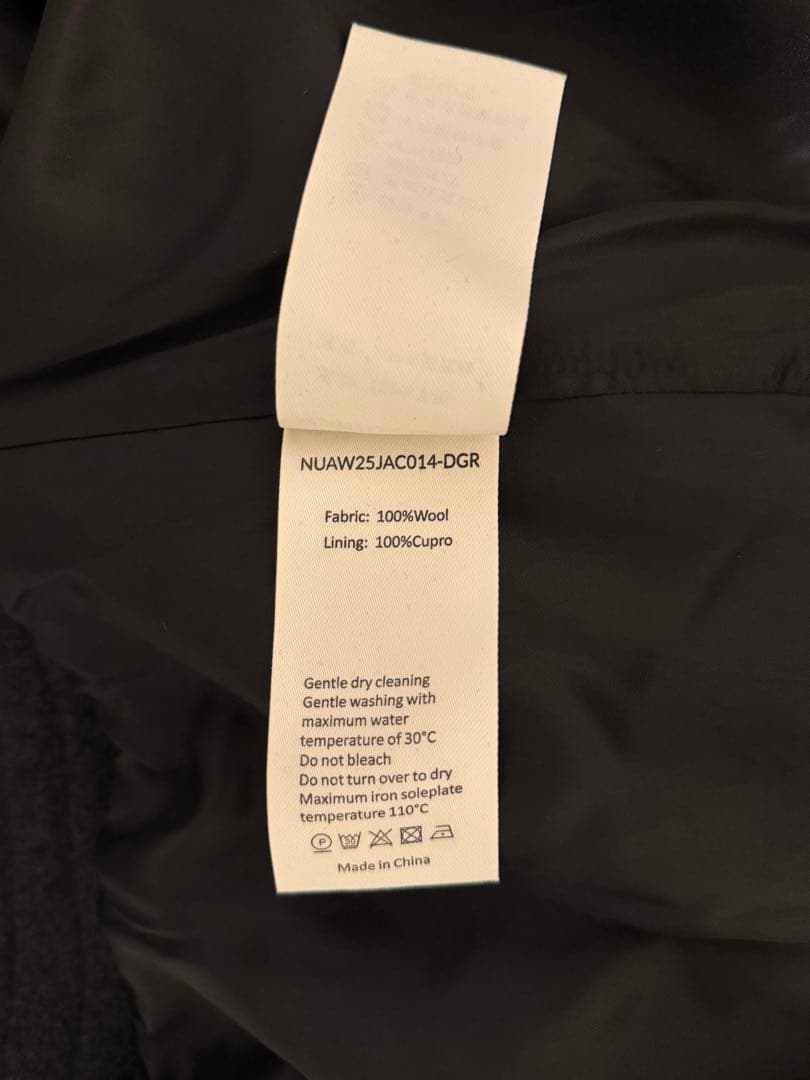 NUAW25JAC014-DGR
Fabric: 100%Wool
Lining: 100%Cupro
Gentle dry cleaning
Gentle washing with
maximum water
temperature of 30°C
Do not bleach
Do not turn over to dry
Maximum iron soleplate
temperature 110°C
P 30
Made in China